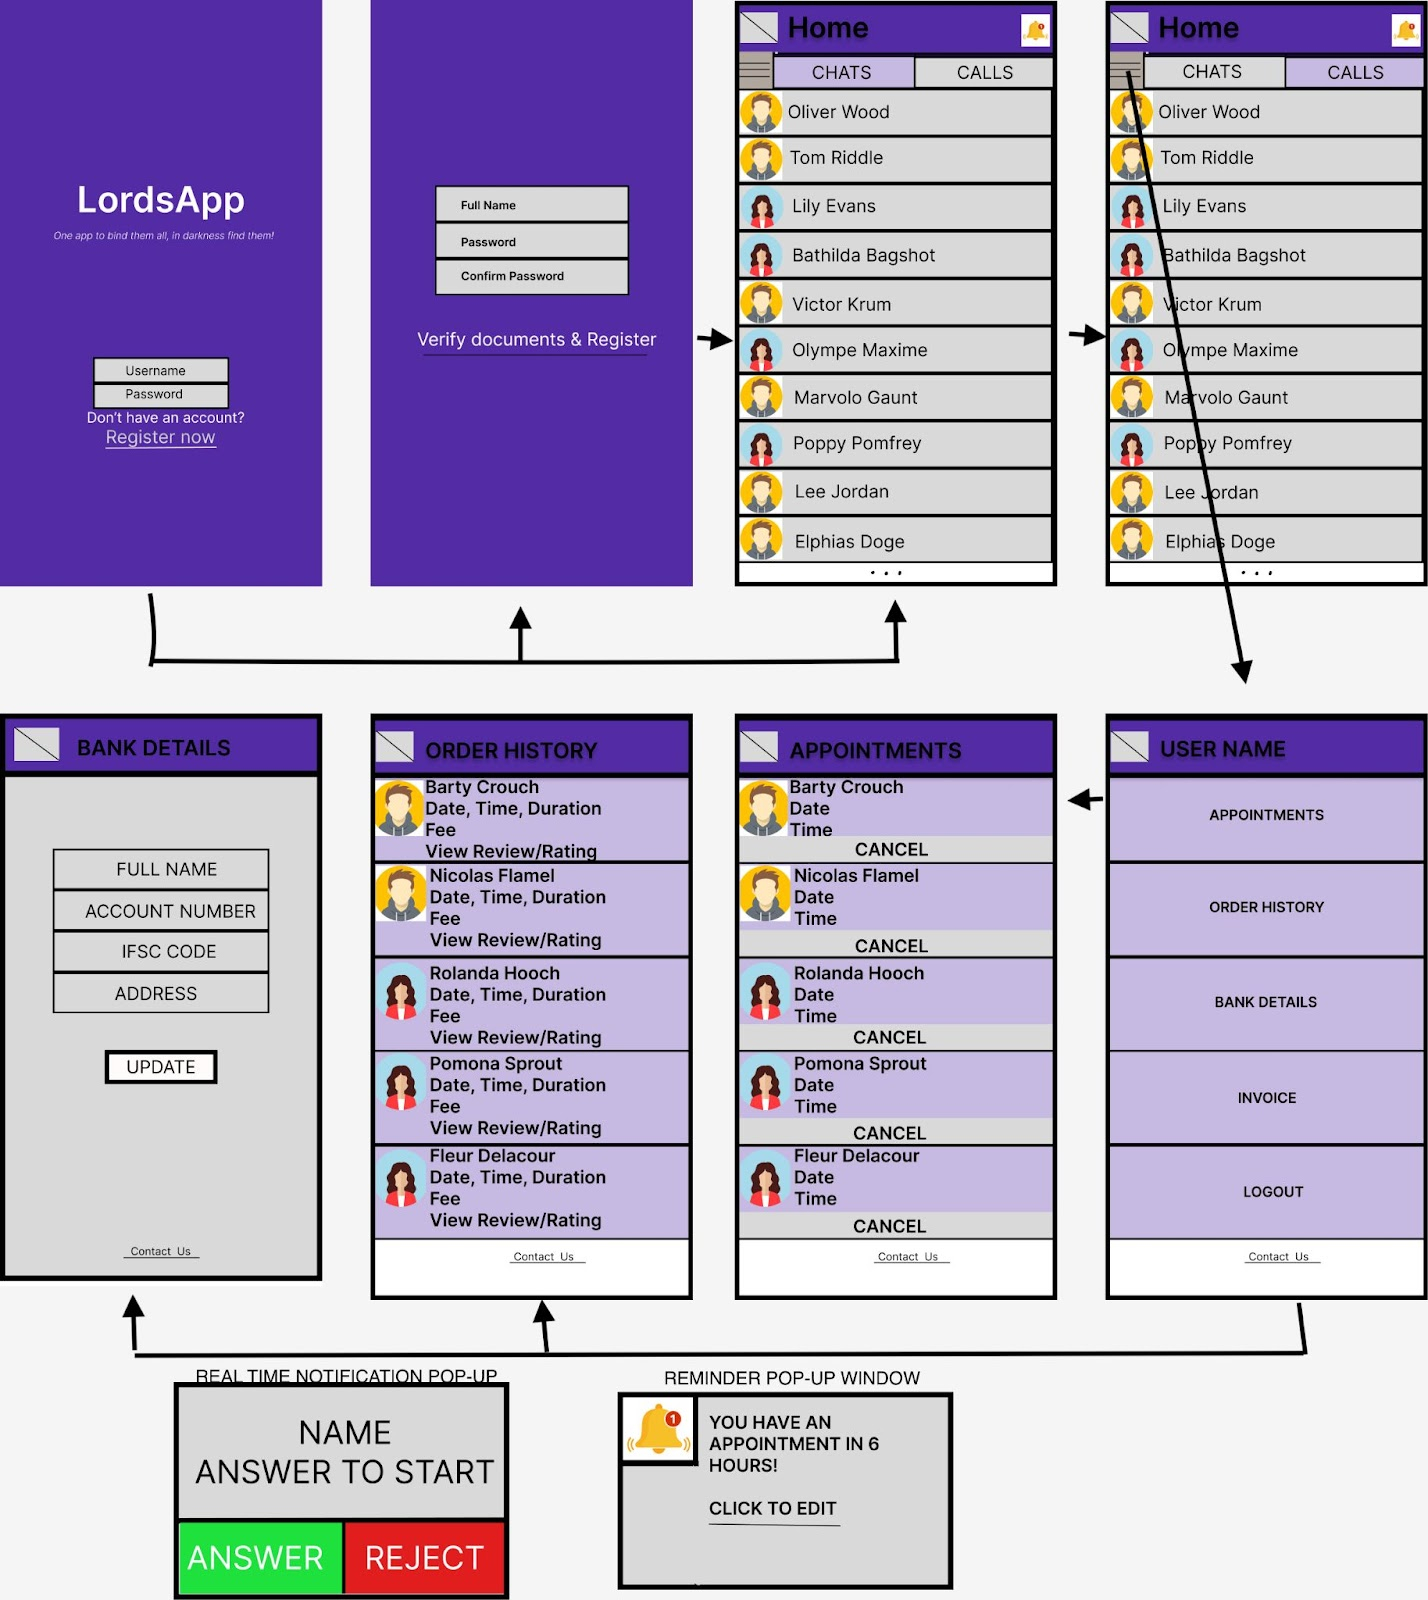 LordsApp
One app to bind them all, in darkness find them!
Username
Password
Don't have an account?
Register now
Full Name
Password
Confirm Password
Verify documents & Register
Home
1
CHATS
CALLS
Oliver Wood
Tom Riddle
Lily Evans
Bathilda Bagshot
Victor Krum
Olympe Maxime
Marvolo Gaunt
Poppy Pomfrey
Lee Jordan
Elphias Doge
...
Home
1
CHATS
CALLS
Oliver Wood
Tom Riddle
Lily Evans
Bathilda Bagshot
Victor Krum
Olympe Maxime
Marvolo Gaunt
Poppy Pomfrey
Lee Jordan
Elphias Doge
...
BANK DETAILS
FULL NAME
ACCOUNT NUMBER
IFSC CODE
ADDRESS
UPDATE
Contact Us
ORDER HISTORY
Barty Crouch
Date, Time, Duration
Fee
View Review/Rating
Nicolas Flamel
Date, Time, Duration
Fee
View Review/Rating
Rolanda Hooch
Date, Time, Duration
Fee
View Review/Rating
Pomona Sprout
Date, Time, Duration
Fee
View Review/Rating
Fleur Delacour
Date, Time, Duration
Fee
View Review/Rating
Contact Us
APPOINTMENTS
Barty Crouch
Date
Time
CANCEL
Nicolas Flamel
Date
Time
CANCEL
Rolanda Hooch
Date
Time
CANCEL
Pomona Sprout
Date
Time
CANCEL
Fleur Delacour
Date
Time
CANCEL
Contact Us
USER NAME
APPOINTMENTS
ORDER HISTORY
BANK DETAILS
INVOICE
LOGOUT
Contact Us
REAL TIME NOTIFICATION POP-UP
NAME
ANSWER TO START
ANSWER
REJECT
REMINDER POP-UP WINDOW
1
YOU HAVE AN
APPOINTMENT IN 6
HOURS!
CLICK TO EDIT